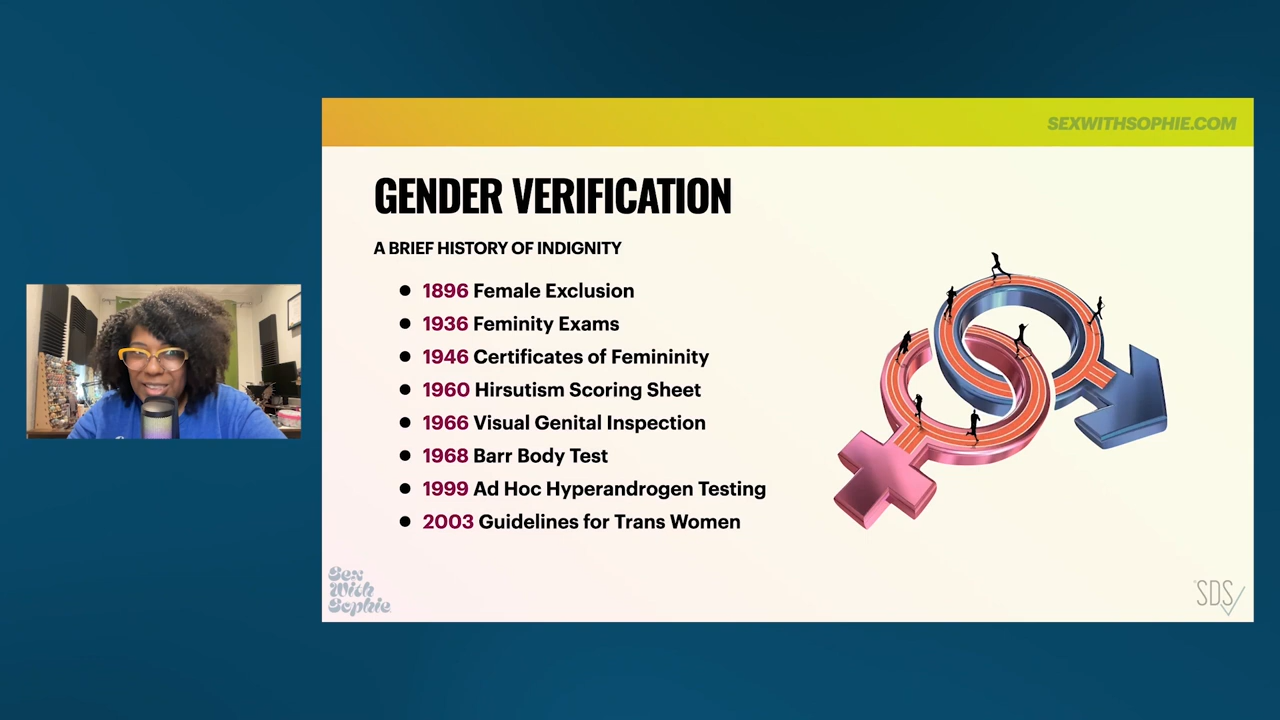 SEXWITHSOPHIE.COM
GENDER VERIFICATION
A BRIEF HISTORY OF INDIGNITY
● 1896 Female Exclusion
● 1936 Feminity Exams
● 1946 Certificates of Femininity
● 1960 Hirsutism Scoring Sheet
● 1966 Visual Genital Inspection
● 1968 Barr Body Test
● 1999 Ad Hoc Hyperandrogen Testing
● 2003 Guidelines for Trans Women
Sex
With
Sophie
SDS